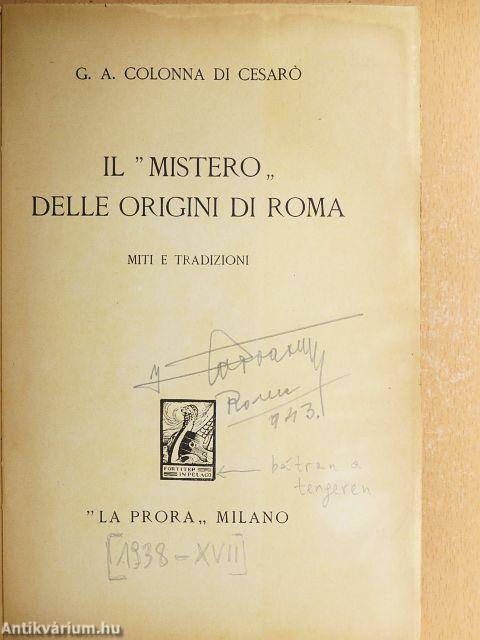 G. A. COLONNA DI CESARÒ
IL "MISTERO„
DELLE ORIGINI DI ROMA
MITI E TRADIZIONI
Roma
943.
FORTITER
IN PELAGO
bátran a
tengeren
"LA PRORA„ MILANO
[1938-XVII]
Antikvárium.hu